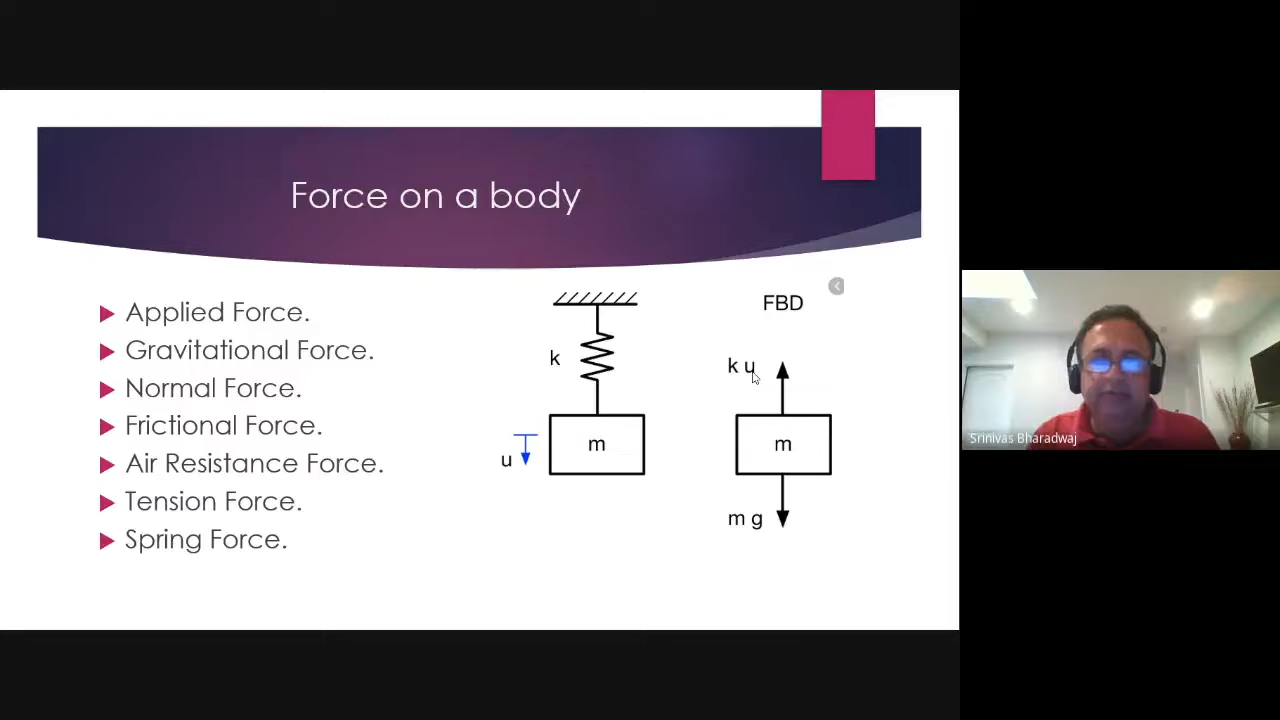 Force on a body
Applied Force.
Gravitational Force.
Normal Force.
Frictional Force.
Air Resistance Force.
Tension Force.
Spring Force.
k
m
u
FBD
k u
m
m g
Srinivas Bharadwaj